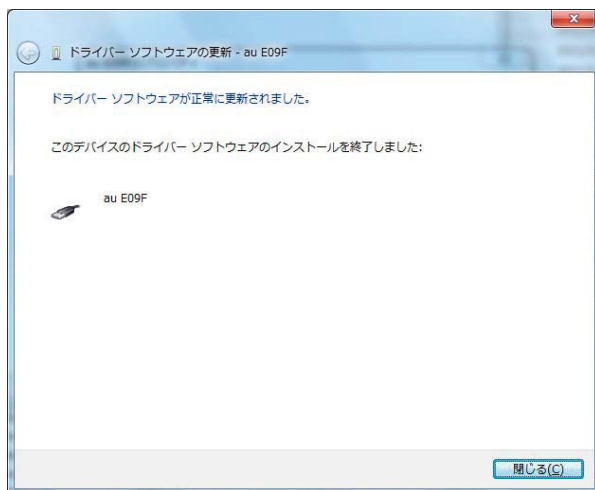 ドライバー ソフトウェアの更新 - au E09F
ドライバー ソフトウェアが正常に更新されました。
このデバイスのドライバー ソフトウェアのインストールを終了しました:
au E09F
閉じる(C)